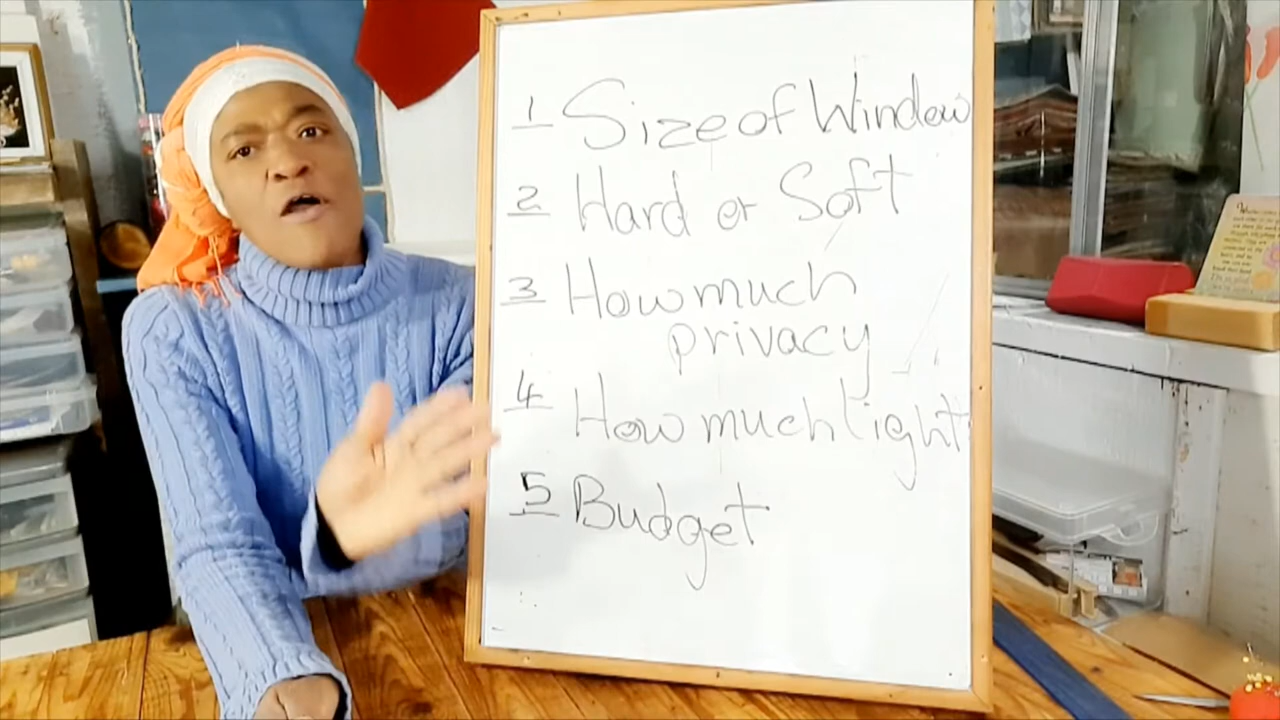 1 Size of Window
2 Hard or Soft
3 How much
privacy
4 How much light
5 Budget